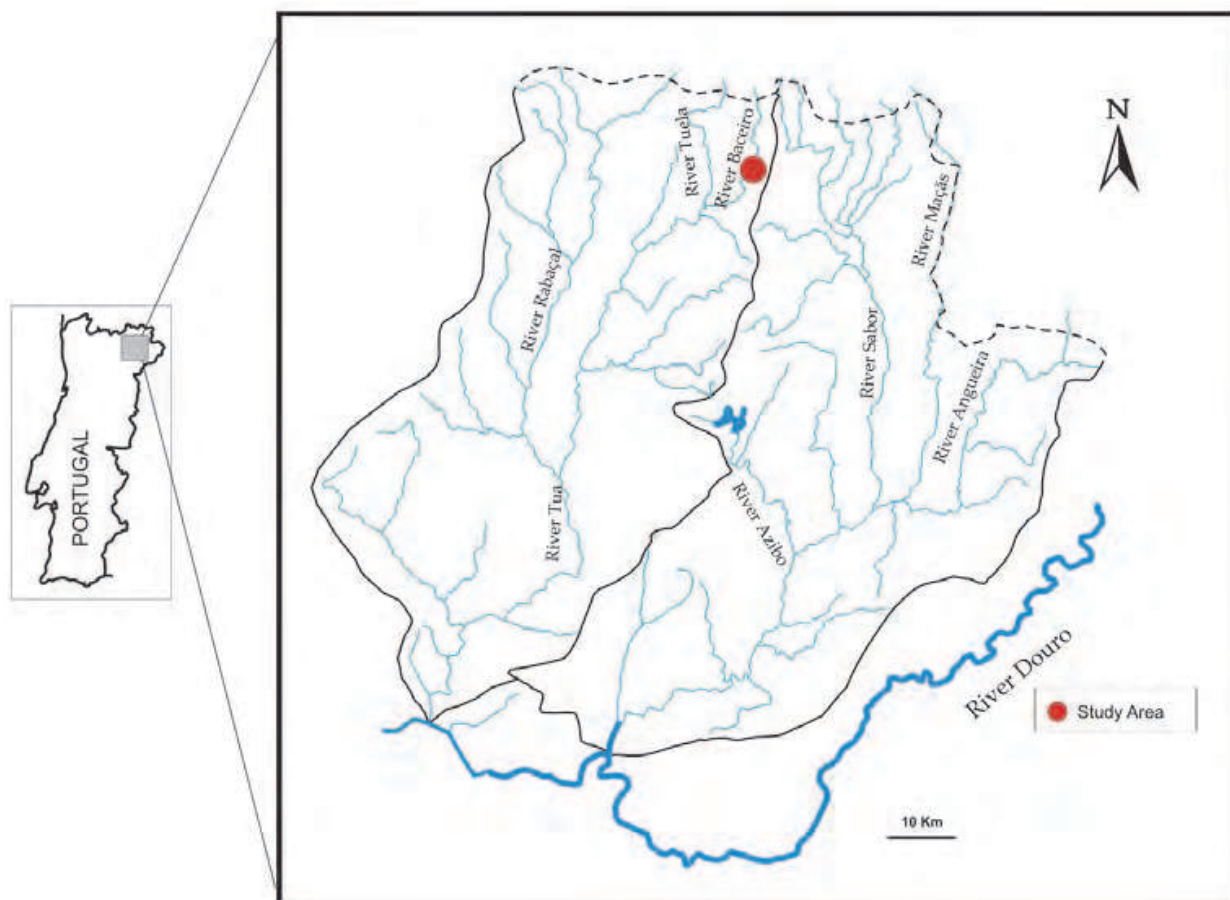 N
River Tuela
River Baceiro
River Maçãs
River Rabaçal
River Sabor
River Angueira
PORTUGAL
River Tua
River Azibo
River Douro
Study Area
10 Km